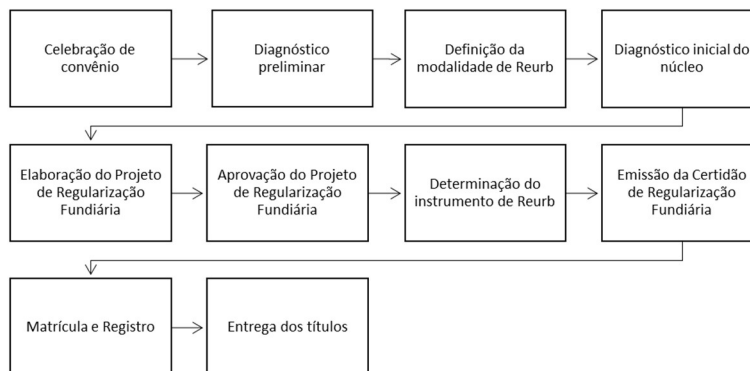 Celebração de
convênio
Diagnóstico
preliminar
Definição da
modalidade de Reurb
Diagnóstico inicial do
núcleo
Elaboração do Projeto
de Regularização
Fundiária
Aprovação do Projeto
de Regularização
Fundiária
Determinação do
instrumento de Reurb
Emissão da Certidão
de Regularização
Fundiária
Matrícula e Registro
Entrega dos títulos